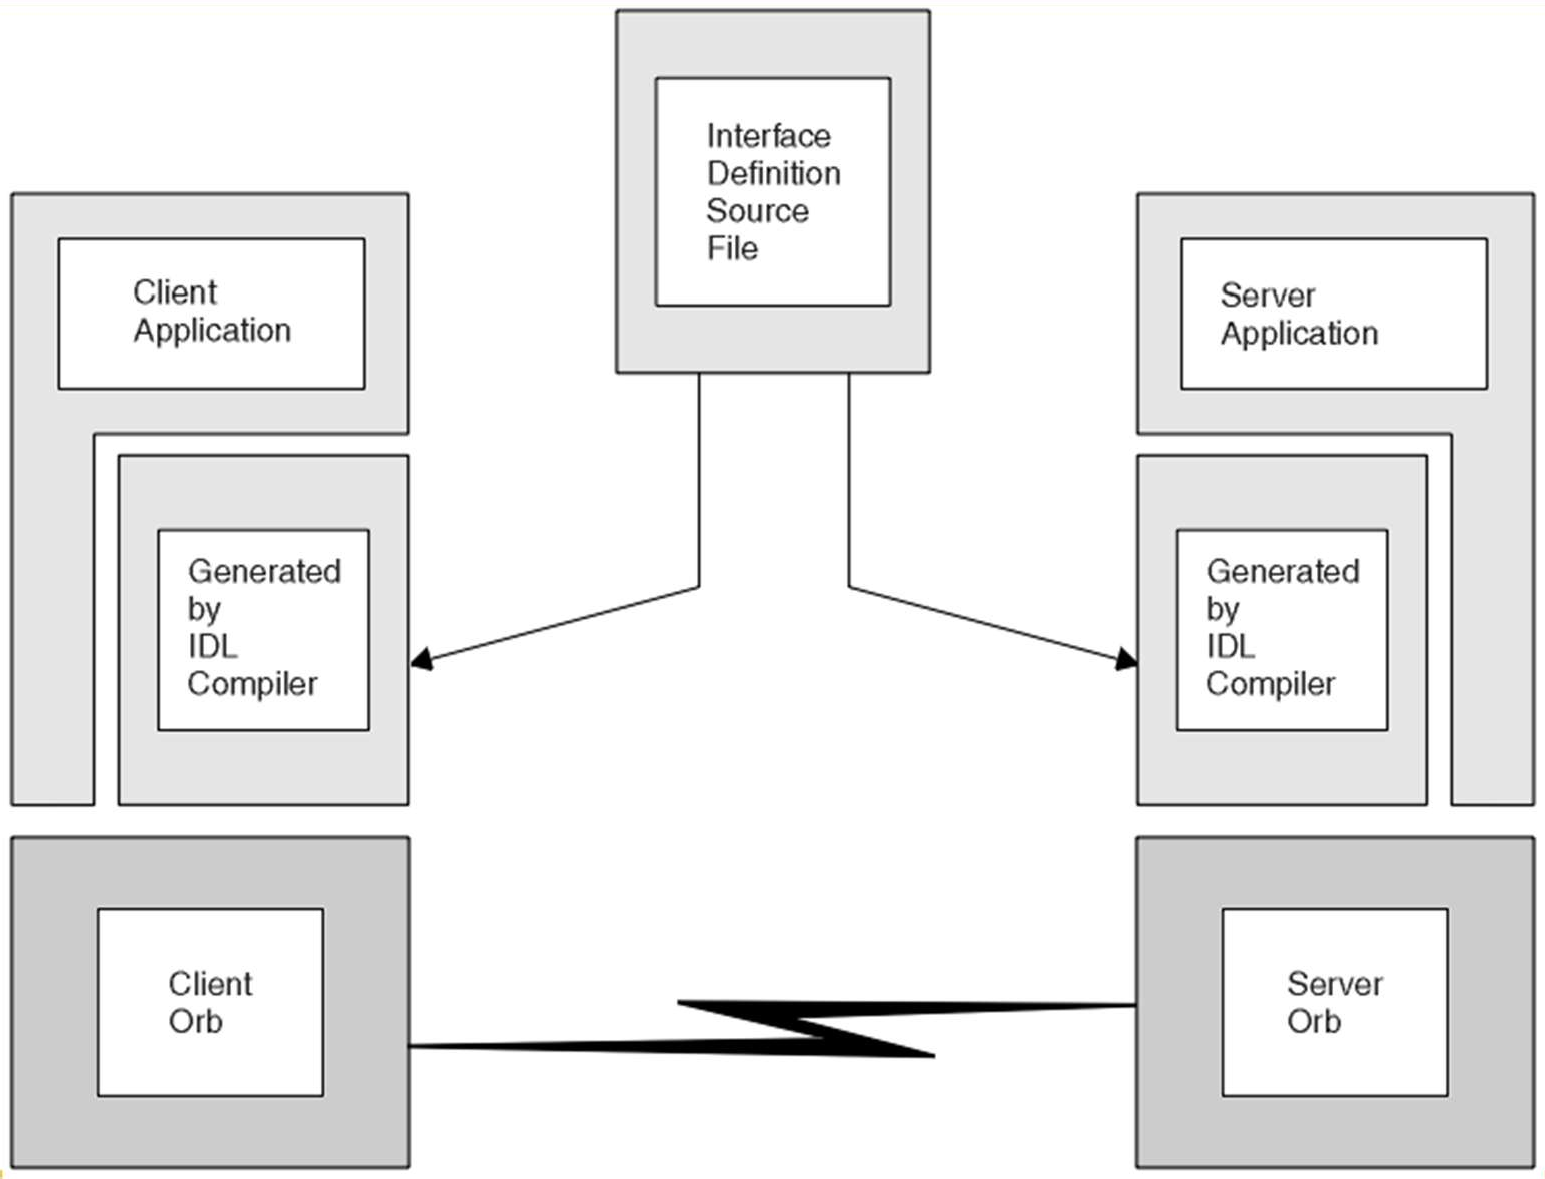 Interface
Definition
Source
File
Client
Application
Server
Application
Generated
by
IDL
Compiler
Generated
by
IDL
Compiler
Client
Orb
Server
Orb